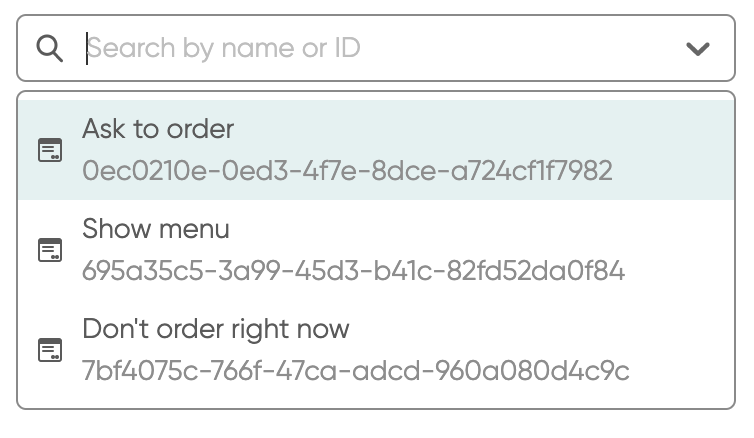 Search by name or ID
Ask to order
0ec0210e-0ed3-4f7e-8dce-a724cf1f7982
Show menu
695a35c5-3a99-45d3-b41c-82fd52da0f84
Don't order right now
7bf4075c-766f-47ca-adcd-960a080d4c9c